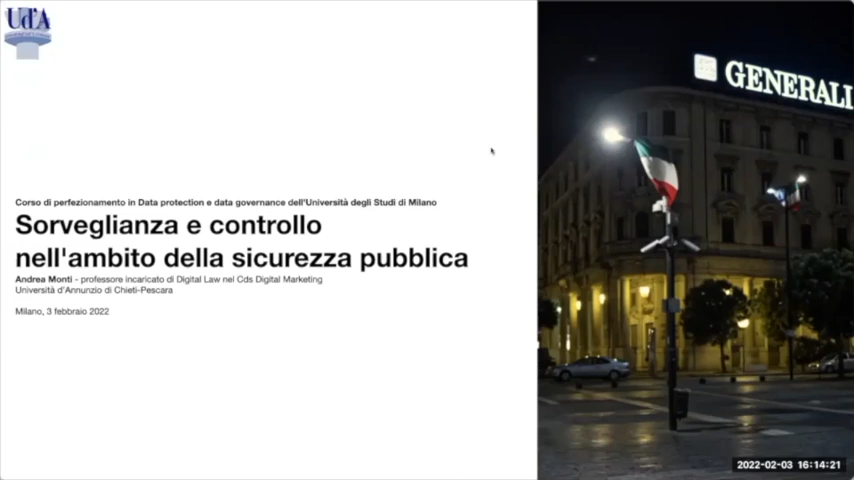 Ud'A
Corso di perfezionamento in Data protection e data governance dell'Università degli Studi di Milano
Sorveglianza e controllo
nell'ambito della sicurezza pubblica
Andrea Monti - professore incaricato di Digital Law nel Cds Digital Marketing
Università d'Annunzio di Chieti-Pescara
Milano, 3 febbraio 2022
GENERALI
2022-02-03 16:14:21